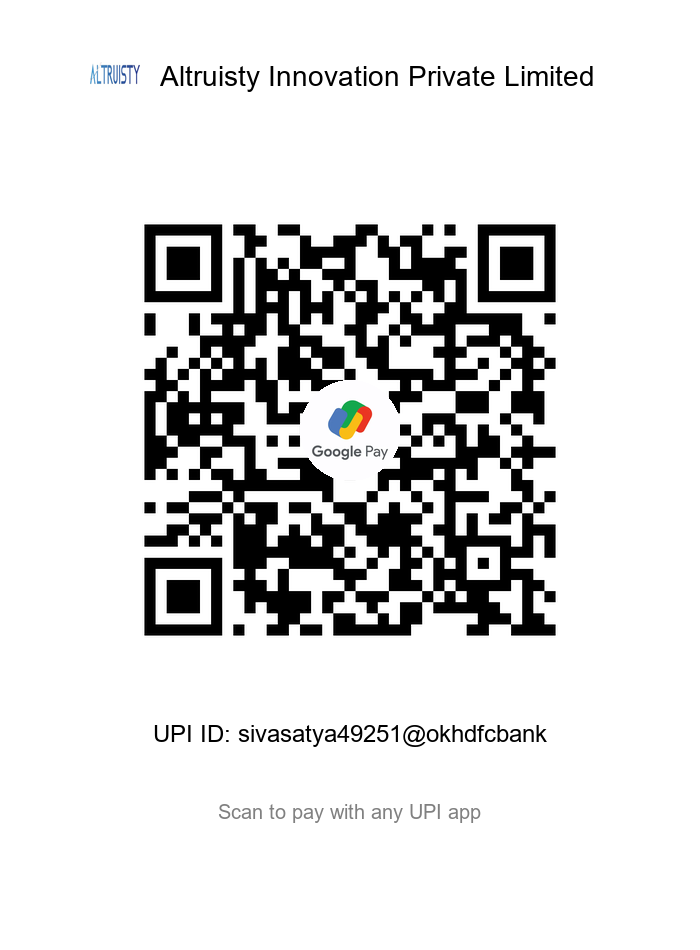 ALTRUISTY
Altruisty Innovation Private Limited
Google Pay
UPI ID: sivasatya49251@okhdfcbank
Scan to pay with any UPI app